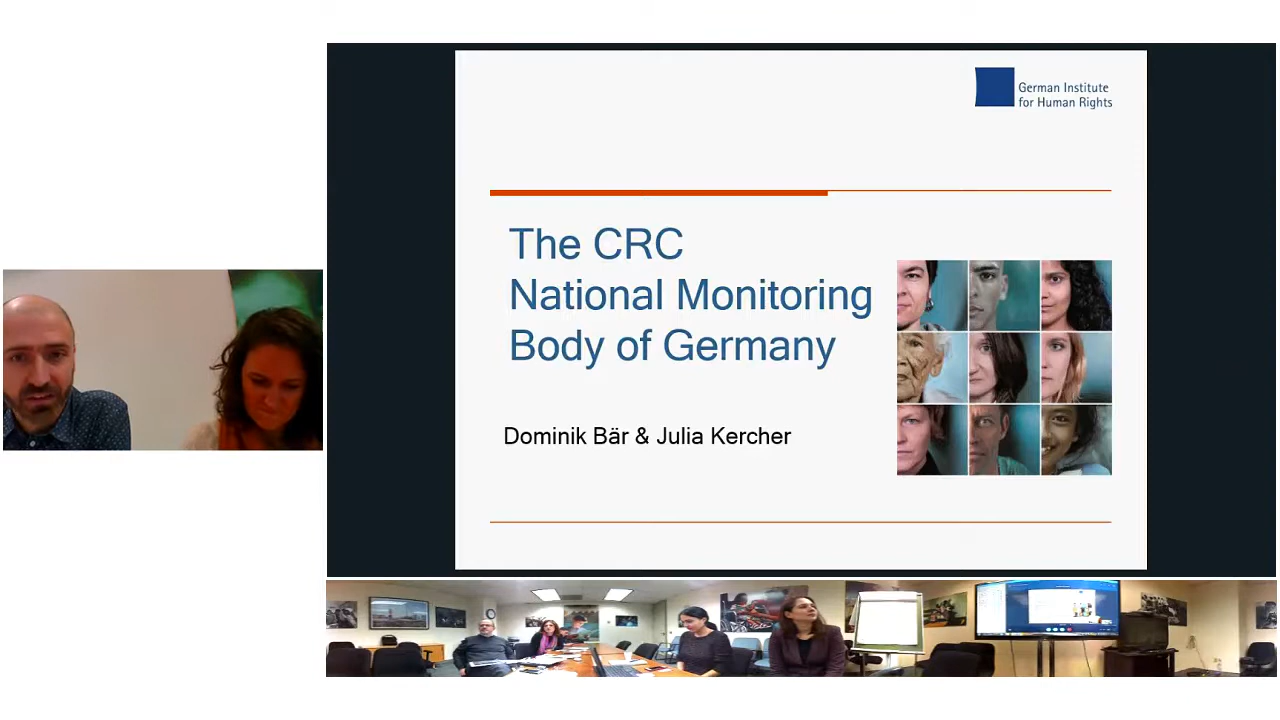 German Institute
for Human Rights
The CRC
National Monitoring
Body of Germany
Dominik Bär & Julia Kercher